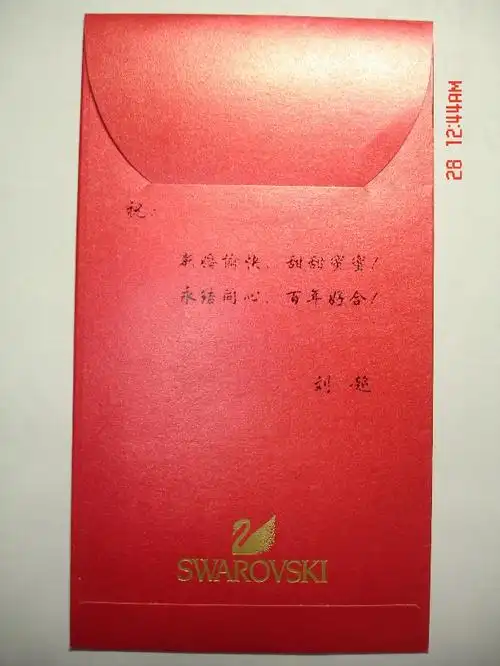 祝:
新婚愉快、甜甜蜜蜜!
永结同心、百年好合!
刘 超
SWAROVSKI
28 12:44AM